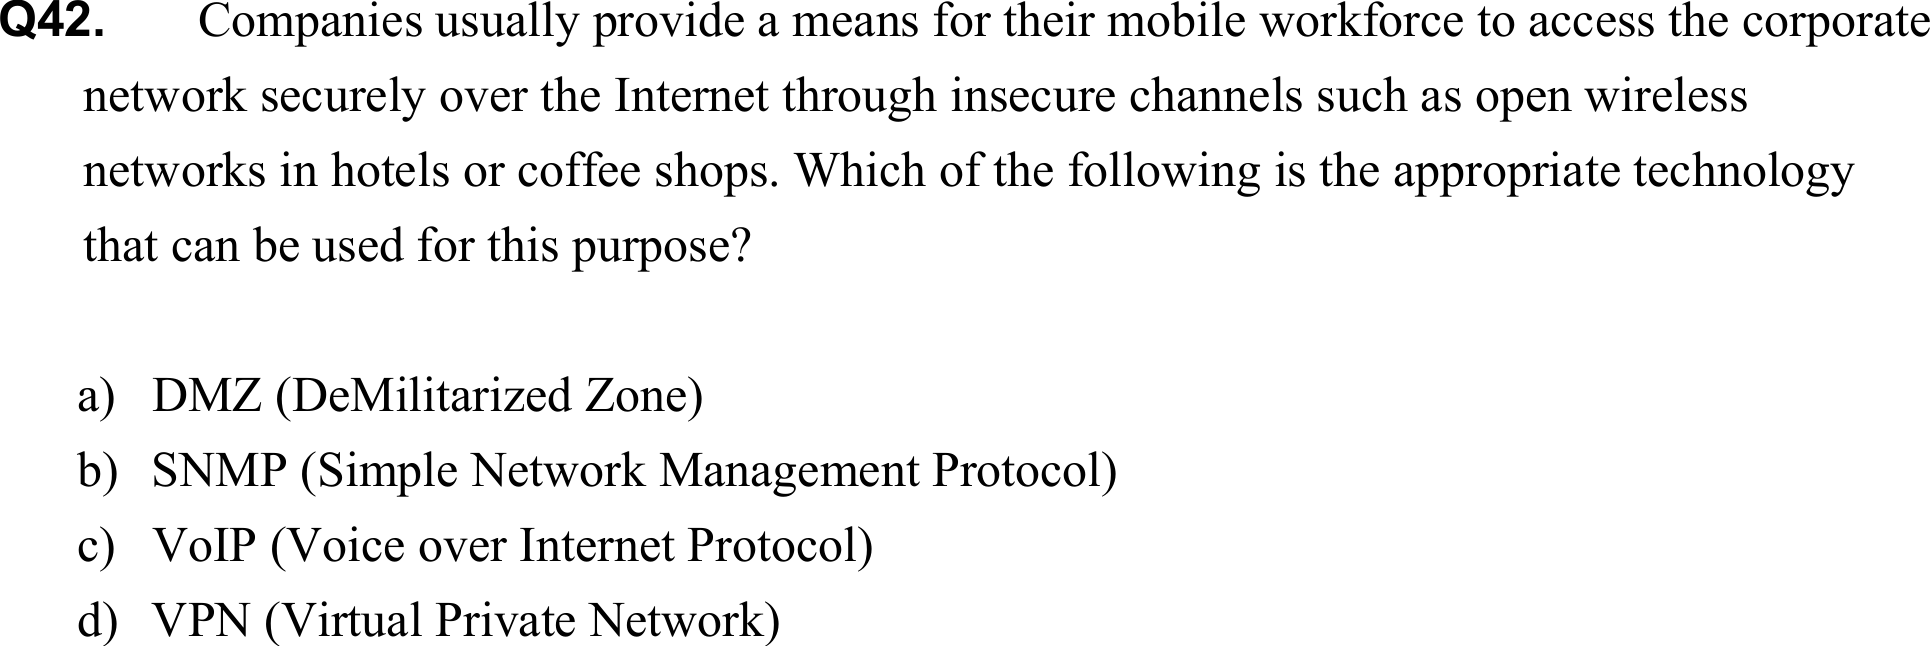 Q42. Companies usually provide a means for their mobile workforce to access the corporate
network securely over the Internet through insecure channels such as open wireless
networks in hotels or coffee shops. Which of the following is the appropriate technology
that can be used for this purpose?
a) DMZ (DeMilitarized Zone)
b) SNMP (Simple Network Management Protocol)
c) VoIP (Voice over Internet Protocol)
d) VPN (Virtual Private Network)